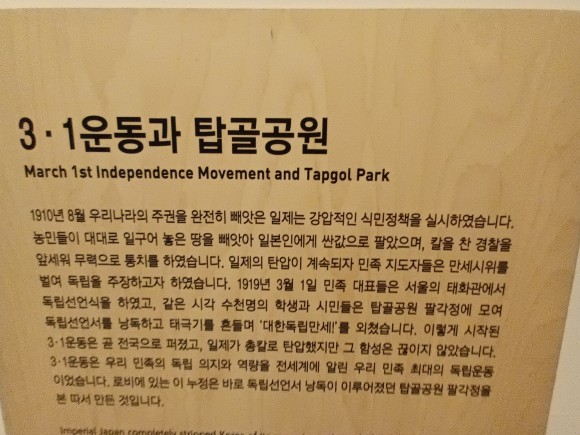 3·1운동과 탑골공원
March 1st Independence Movement and Tapgol Park
1910년 8월 우리나라의 주권을 완전히 빼앗은 일제는 강압적인 식민정책을 실시하였습니다.
농민들이 대대로 일구어 놓은 땅을 빼앗아 일본인에게 싼값으로 팔았으며, 칼을 찬 경찰을
앞세워 무력으로 통치를 하였습니다. 일제의 탄압이 계속되자 민족 지도자들은 만세시위를
벌여 독립을 주장하고자 하였습니다. 1919년 3월 1일 민족 대표들은 서울의 태화관에서
독립선언식을 하였고, 같은 시각 수천명의 학생과 시민들은 탑골공원 팔각정에 모여
독립선언서를 낭독하고 태극기를 흔들며 '대한독립만세!'를 외쳤습니다. 이렇게 시작된
3·1운동은 곧 전국으로 퍼졌고, 일제가 총칼로 탄압했지만 그 함성은 끊이지 않았습니다.
3·1운동은 우리 민족의 독립 의지와 역량을 전세계에 알린 우리 민족 최대의 독립운동
이었습니다. 로비에 있는 이 누정은 바로 독립선언서 낭독이 이루어졌던 탑골공원 팔각정을
본 따서 만든 것입니다.
Imperial Japan completely stripped Korea of